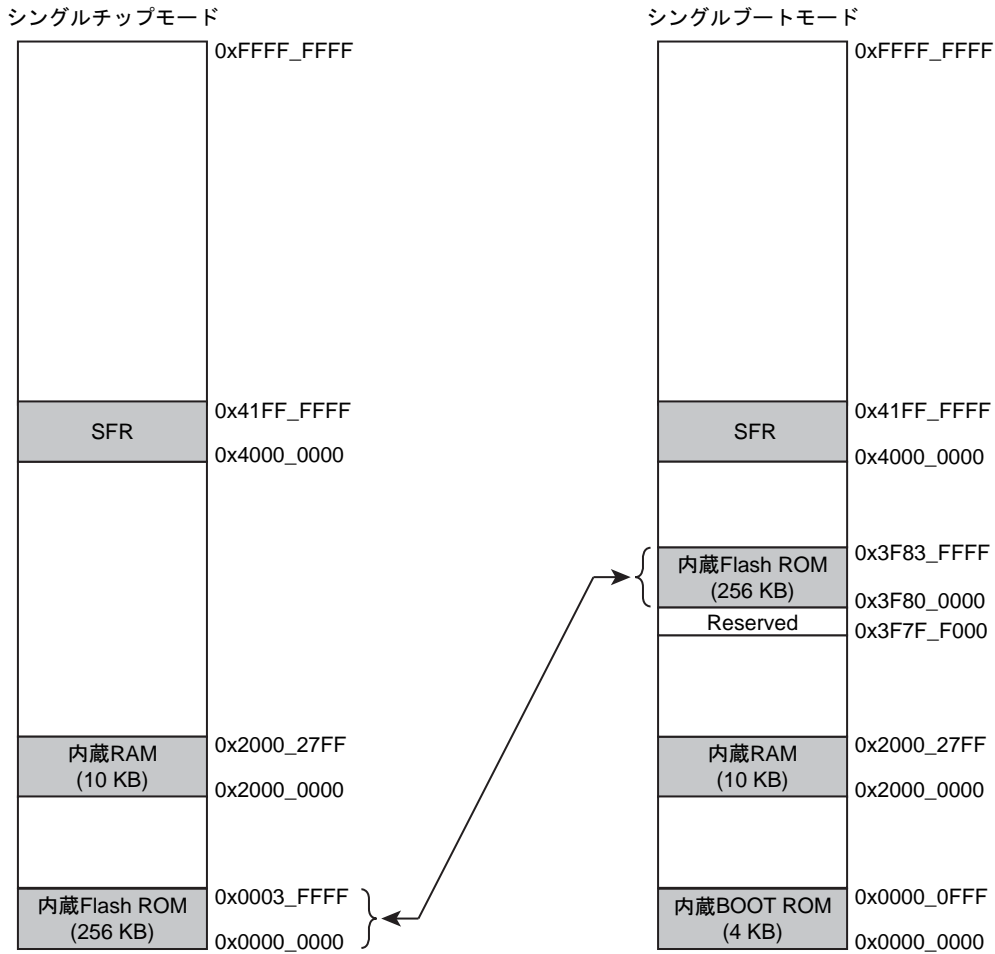 シングルチップモード
0xFFFF_FFFF
SFR
0x41FF_FFFF
0x4000_0000
内蔵RAM
(10 KB)
0x2000_27FF
0x2000_0000
内蔵Flash ROM
(256 KB)
0x0003_FFFF
0x0000_0000
シングルブートモード
0xFFFF_FFFF
SFR
0x41FF_FFFF
0x4000_0000
内蔵Flash ROM
(256 KB)
0x3F83_FFFF
0x3F80_0000
Reserved
0x3F7F_F000
内蔵RAM
(10 KB)
0x2000_27FF
0x2000_0000
内蔵BOOT ROM
(4 KB)
0x0000_0FFF
0x0000_0000